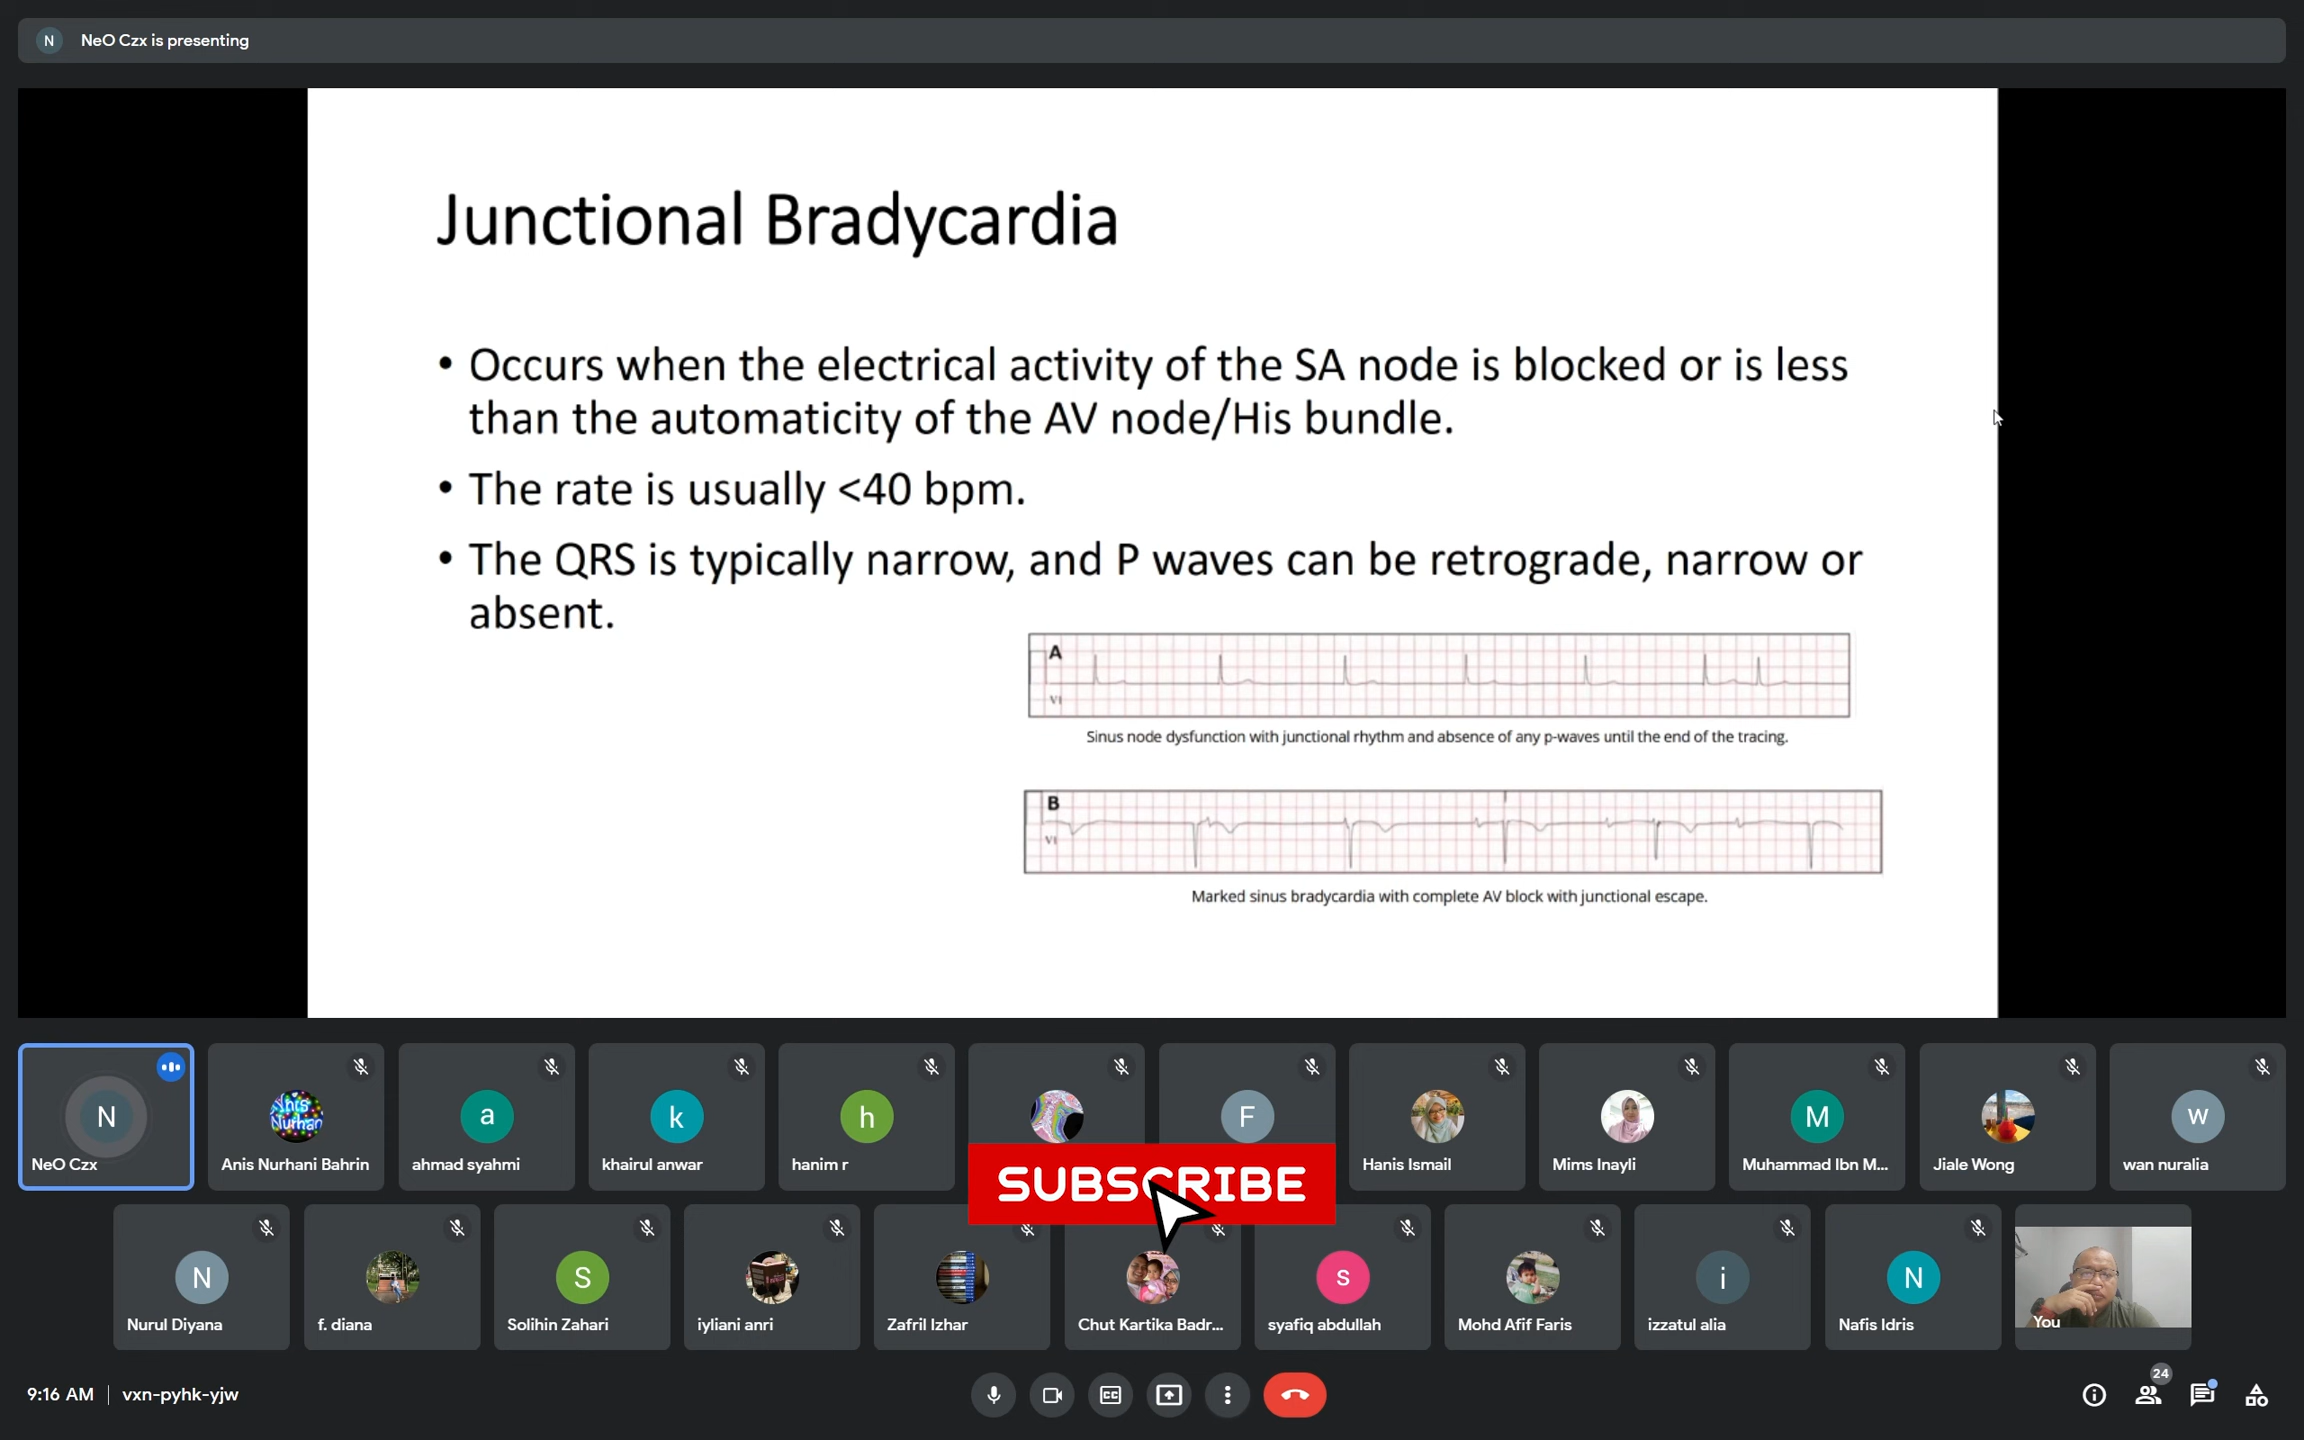 N NeO Czx is presenting
Junctional Bradycardia
• Occurs when the electrical activity of the SA node is blocked or is less
than the automaticity of the AV node/His bundle.
• The rate is usually <40 bpm.
• The QRS is typically narrow, and P waves can be retrograde, narrow or
absent.
A
V1
Sinus node dysfunction with junctional rhythm and absence of any p-waves until the end of the tracing.
B
V1
Marked sinus bradycardia with complete AV block with junctional escape.
N
a
k
h
F
M
w
NeO Czx
Anis Nurhani Bahrin
ahmad syahmi
khairul anwar
hanim r
Hanis Ismail
Mims Inayli
Muhammad Ibn M...
Jiale Wong
wan nuralia
SUBSCRIBE
N
S
s
i
N
Nurul Diyana
f. diana
Solihin Zahari
iyliani anri
Zafril Izhar
Chut Kartika Badr...
syafiq abdullah
Mohd Afif Faris
izzatul alia
Nafis Idris
You
9:16 AM | vxn-pyhk-yjw
CC
24